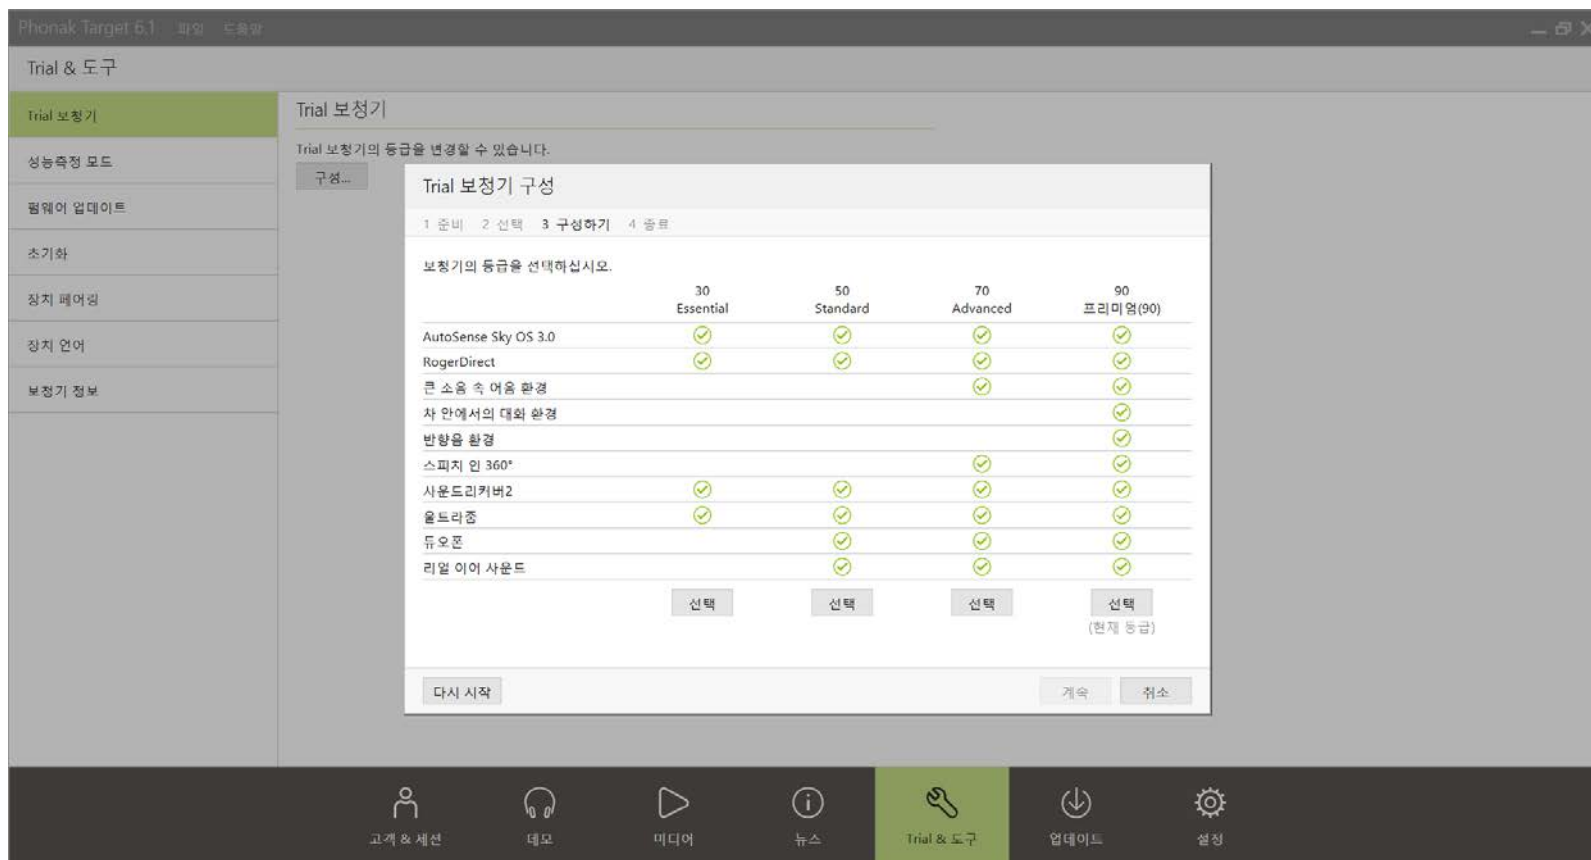 Phonak Target 6.1 파일 도움말
Trial & 도구
Trial 보청기
성능측정 모드
펌웨어 업데이트
초기화
장치 페어링
장치 언어
보청기 정보
Trial 보청기
Trial 보청기의 등급을 변경할 수 있습니다.
구성...
Trial 보청기 구성
1 준비 2 선택 3 구성하기 4 종료
보청기의 등급을 선택하십시오.
30 50 70 90
Essential Standard Advanced 프리미엄(90)
AutoSense Sky OS 3.0
RogerDirect
큰 소음 속 어음 환경
차 안에서의 대화 환경
반향음 환경
스피치 인 360°
사운드리커버2
울트라줌
듀오폰
리얼 이어 사운드
선택 선택 선택 선택
(현재 등급)
다시 시작 계속 취소
고객 & 세션 데모 미디어 뉴스 Trial & 도구 업데이트 설정